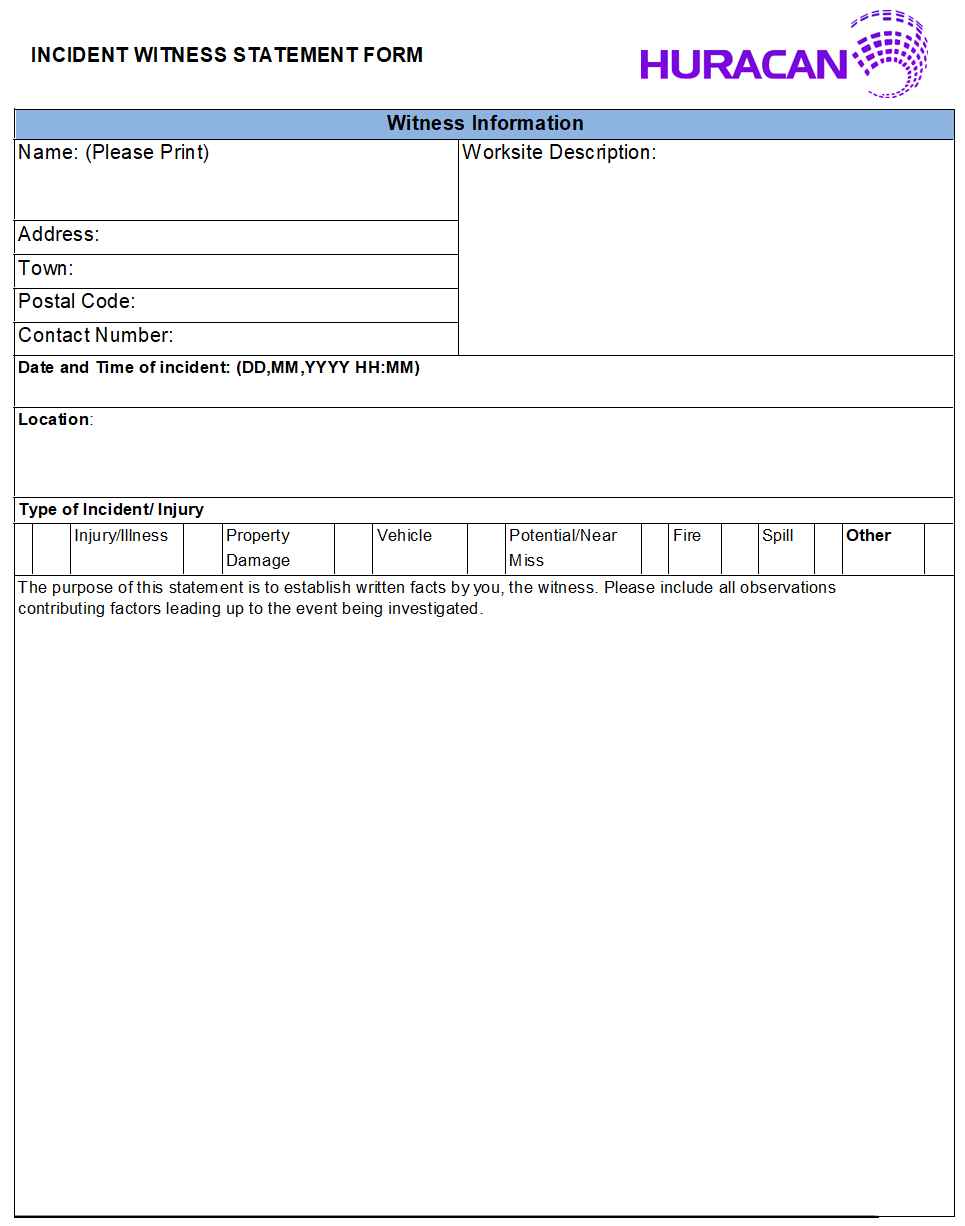 INCIDENT WITNESS STATEMENT FORM
HURACAN
Witness Information
Name: (Please Print)
Worksite Description:
Address:
Town:
Postal Code:
Contact Number:
Date and Time of incident: (DD,MM,YYYY HH:MM)
Location:
Type of Incident/ Injury
Injury/Illness
Property
Damage
Vehicle
Potential/Near
Miss
Fire
Spill
Other
The purpose of this statement is to establish written facts by you, the witness. Please include all observations
contributing factors leading up to the event being investigated.